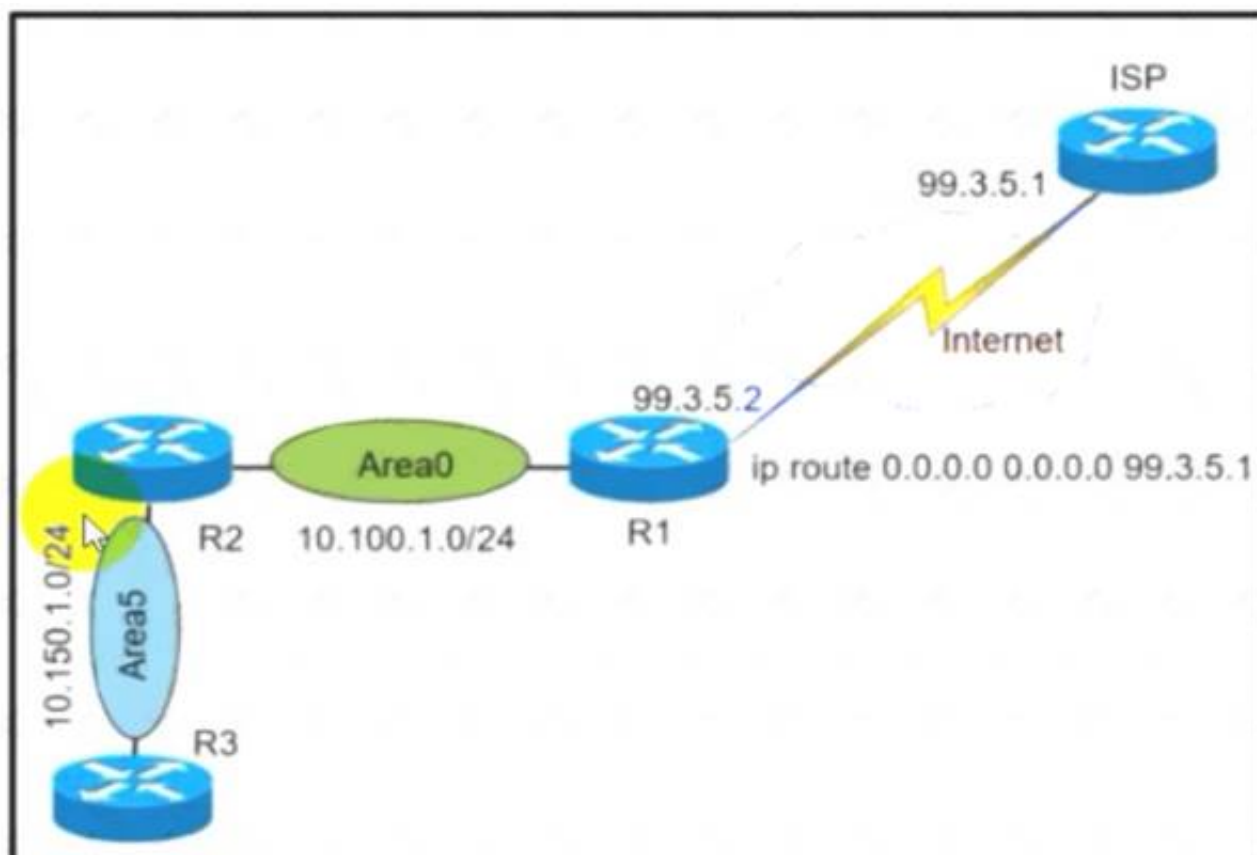 ISP
99.3.5.1
Internet
99.3.5.2
Area0
ip route 0.0.0.0 0.0.0.0 99.3.5.1
R2
10.100.1.0/24
R1
10.150.1.0/24
Area5
R3